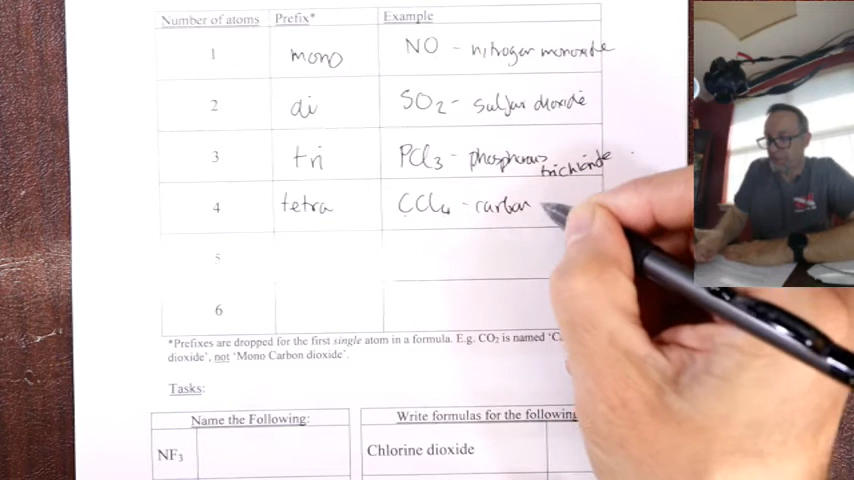 Number of atoms Prefix* Example
1 mono NO - nitrogen monoxide
2 di SO2 - sulfur dioxide
3 tri PCl3 - phosphorous
trichloride
4 tetra CCl4 - carbon
5
6
*Prefixes are dropped for the first single atom in a formula. E.g. CO2 is named 'C
dioxide', not 'Mono Carbon dioxide'.
Tasks:
Name the Following: Write formulas for the following
NF3 Chlorine dioxide